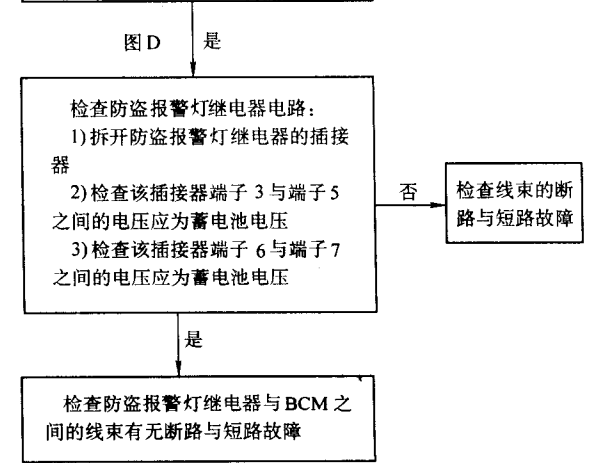 图D 是
检查防盗报警灯继电器电路：
1)拆开防盗报警灯继电器的插接
器
2)检查该插接器端子3与端子5
之间的电压应为蓄电池电压
3)检查该插接器端子6与端子7
之间的电压应为蓄电池电压
否
检查线束的断
路与短路故障
是
检查防盗报警灯继电器与BCM之
间的线束有无断路与短路故障